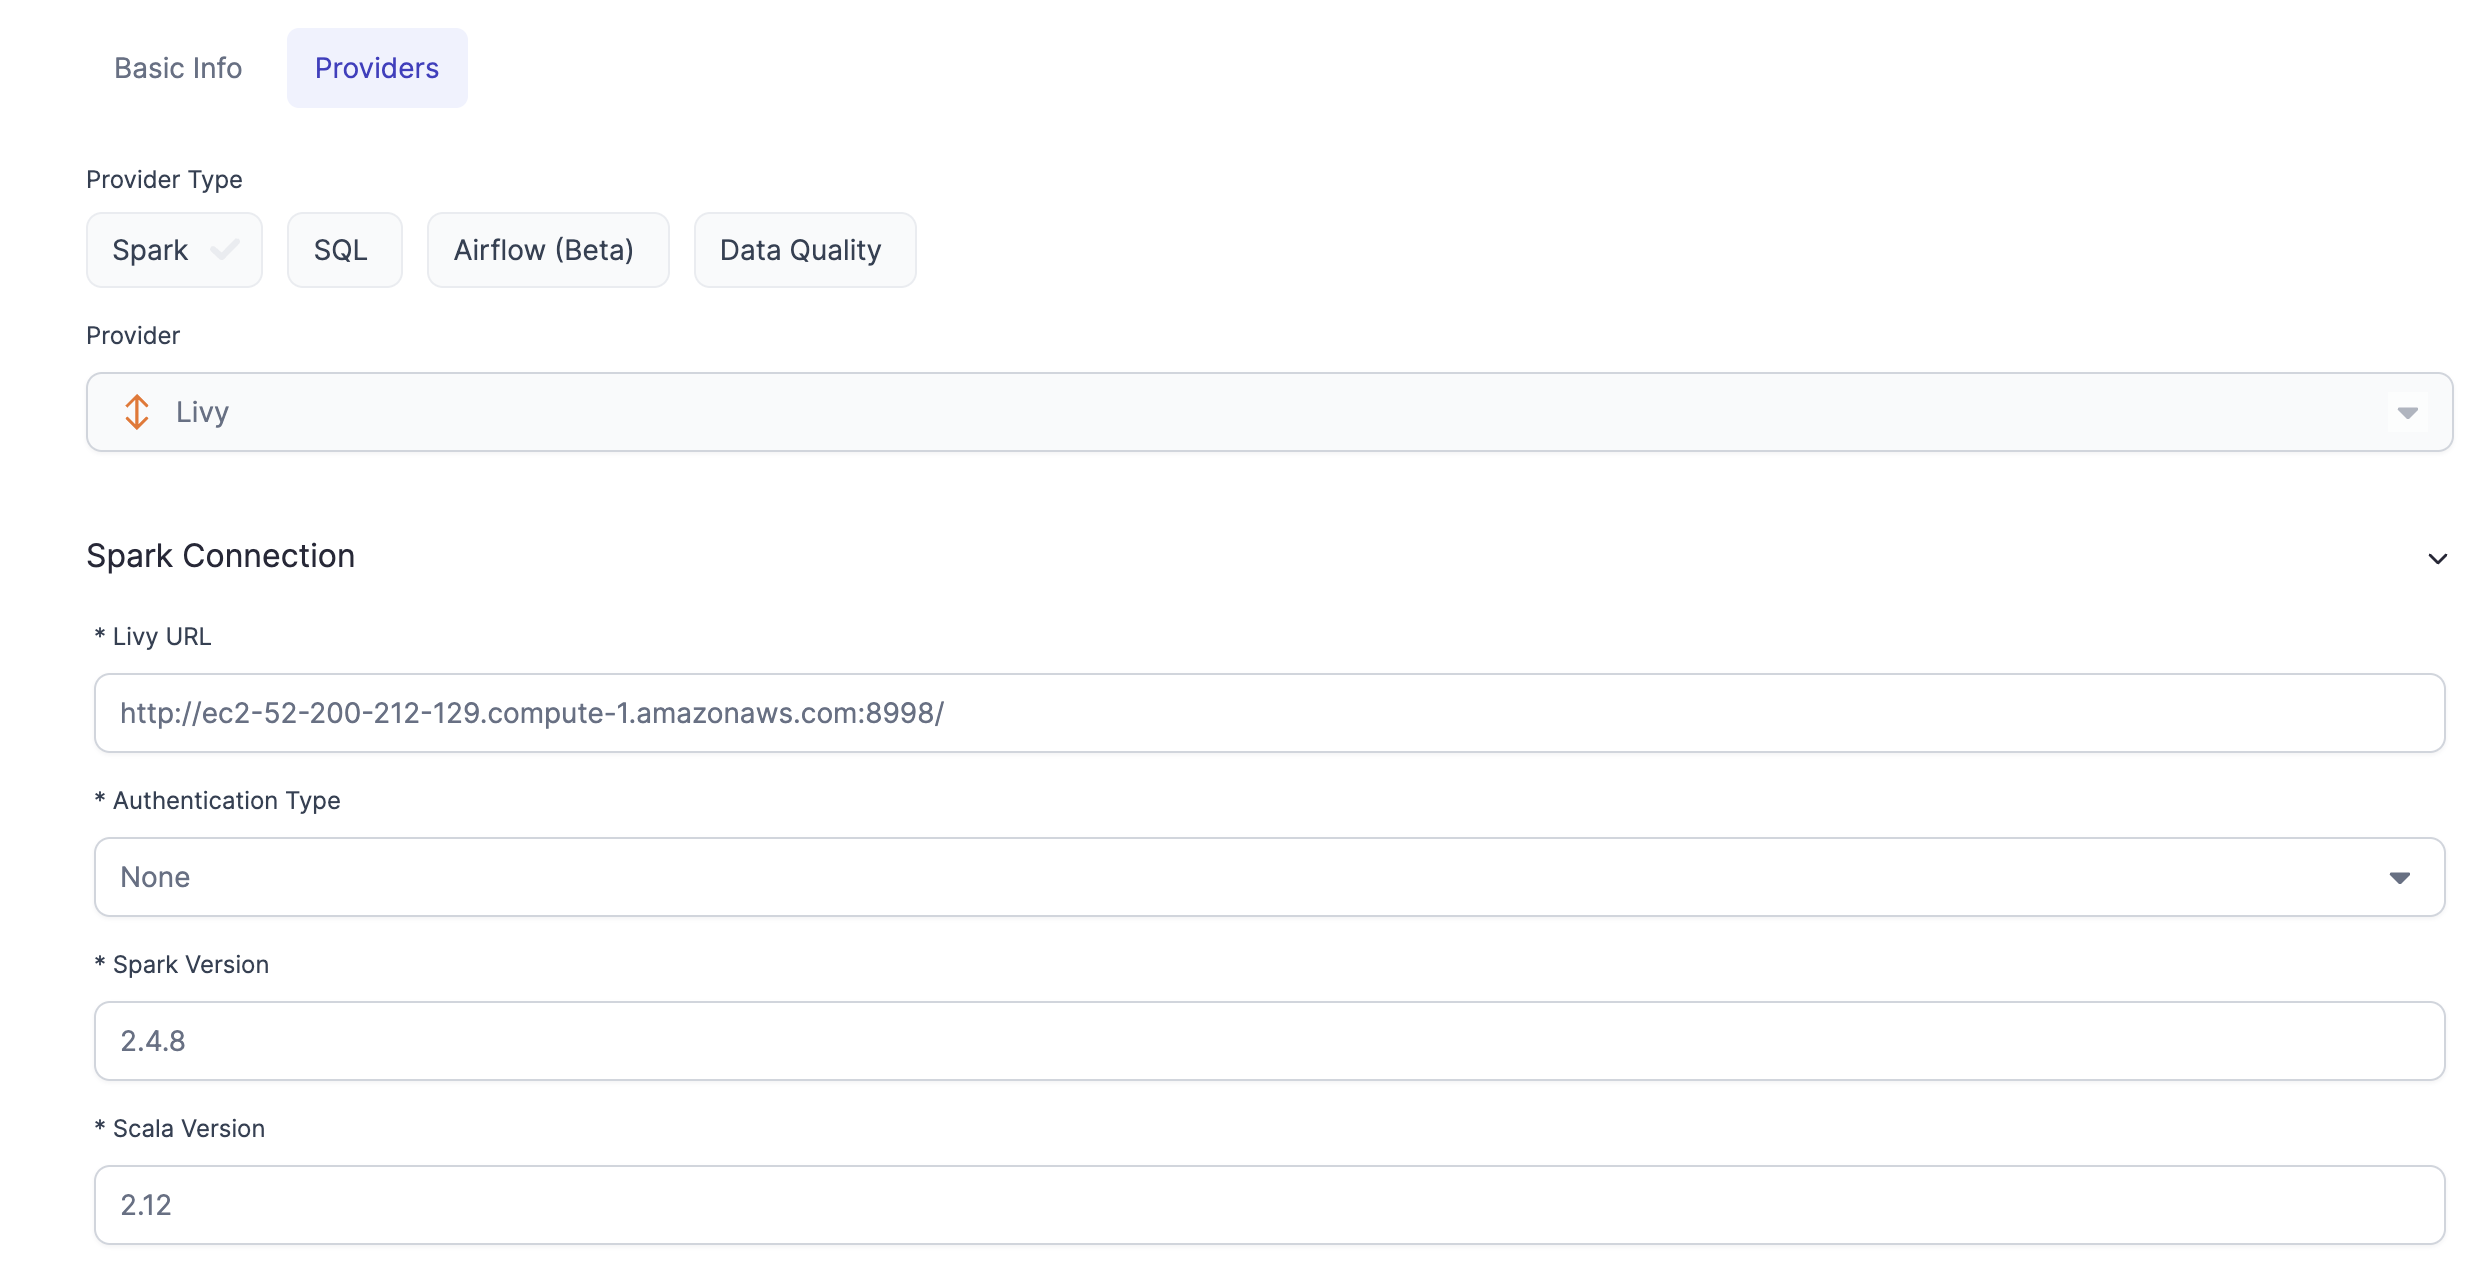 Basic Info Providers
Provider Type
Spark SQL Airflow (Beta) Data Quality
Provider
Livy
Spark Connection
* Livy URL
http://ec2-52-200-212-129.compute-1.amazonaws.com:8998/
* Authentication Type
None
* Spark Version
2.4.8
* Scala Version
2.12